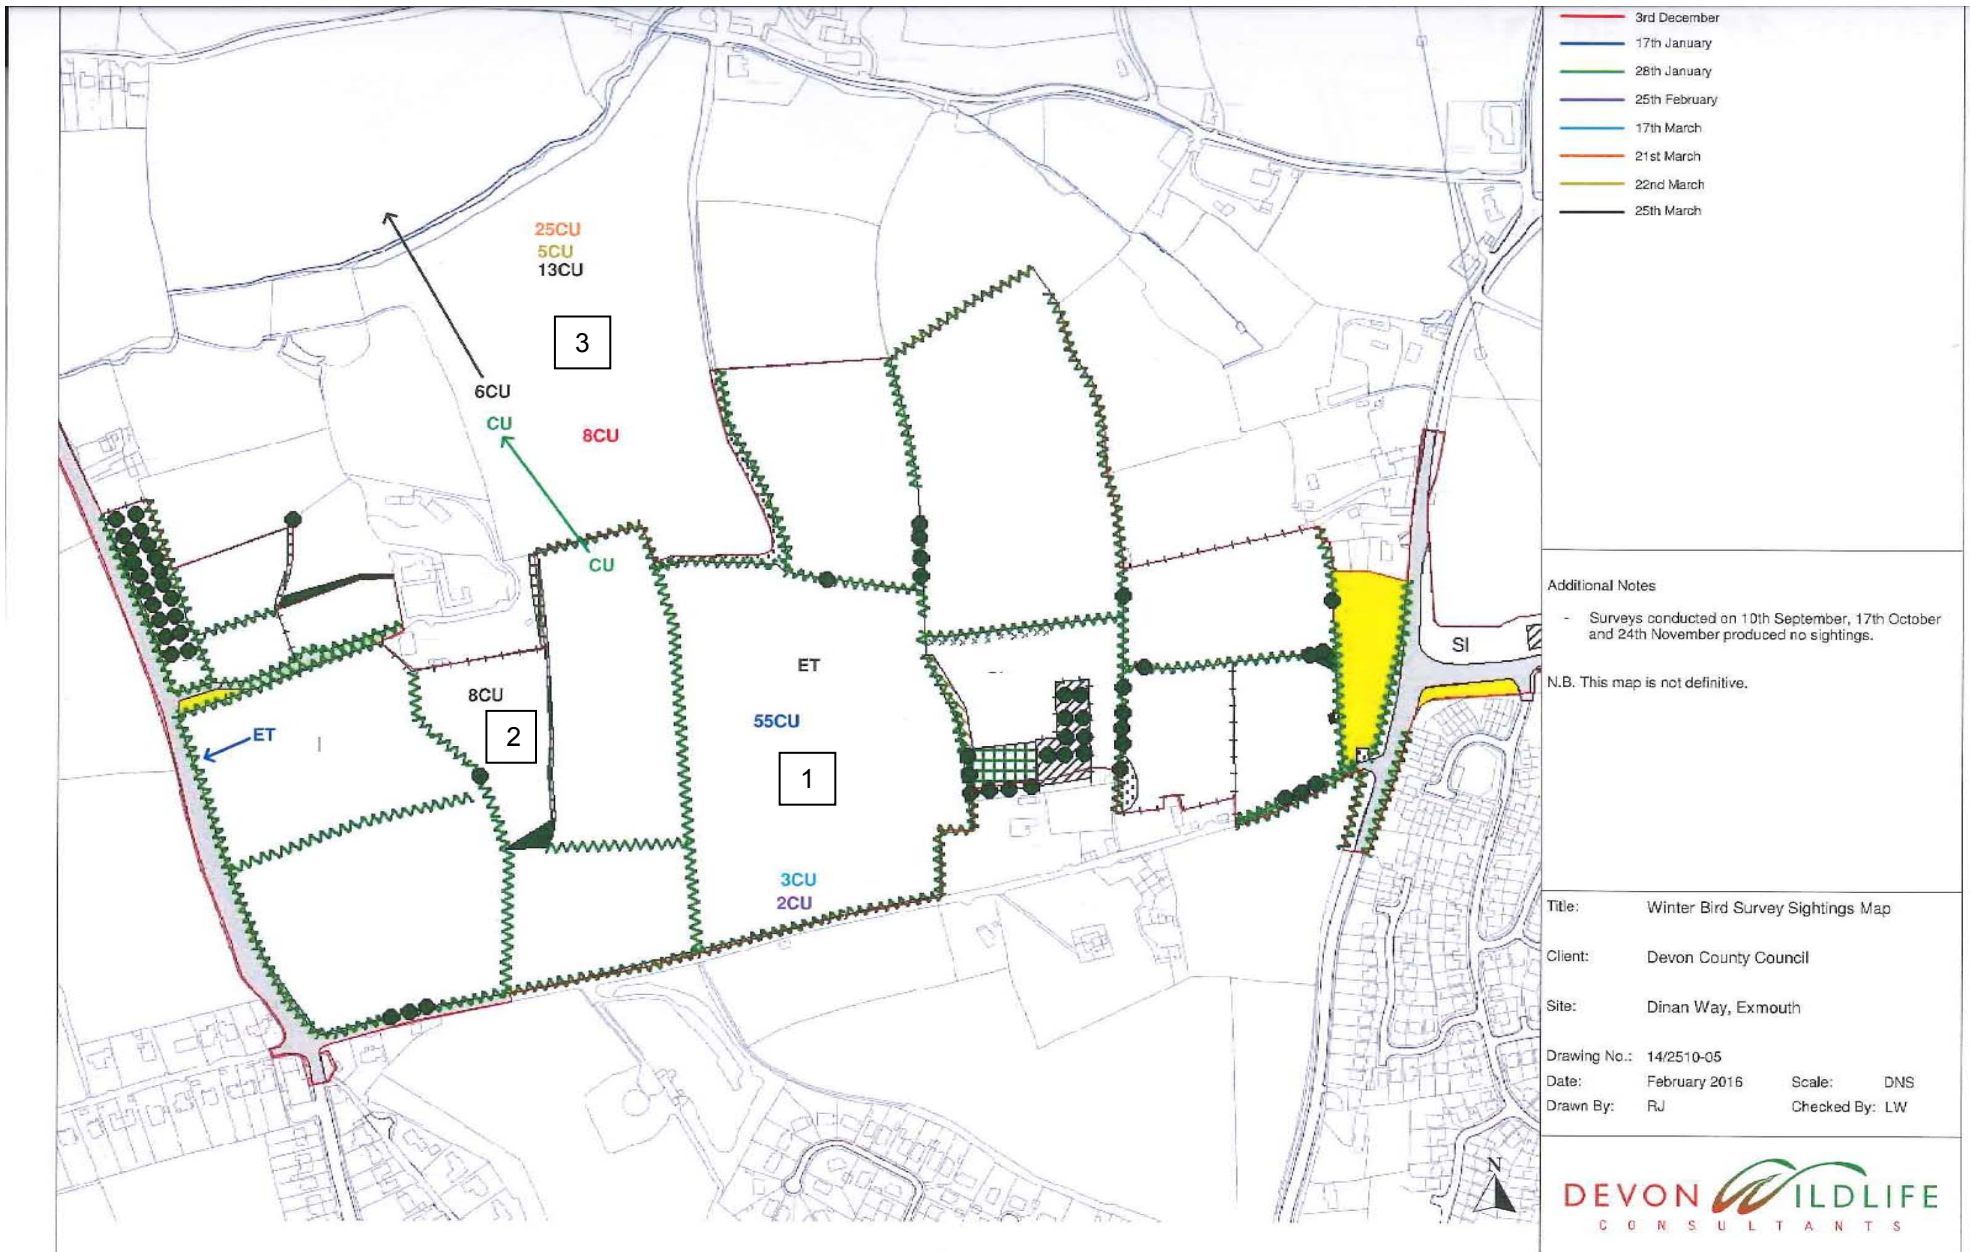 3rd December
17th January
28th January
25th February
17th March
21st March
22nd March
25th March
25CU
5CU
13CU
3
6CU
CU
8CU
CU
ET
8CU
2
ET
55CU
1
3CU
2CU
SI
N
Additional Notes
- Surveys conducted on 10th September, 17th October
and 24th November produced no sightings.
N.B. This map is not definitive.
Title: Winter Bird Survey Sightings Map
Client: Devon County Council
Site: Dinan Way, Exmouth
Drawing No.: 14/2510-05
Date: February 2016 Scale: DNS
Drawn By: RJ Checked By: LW
DEVON WILDLIFE
CONSULTANTS